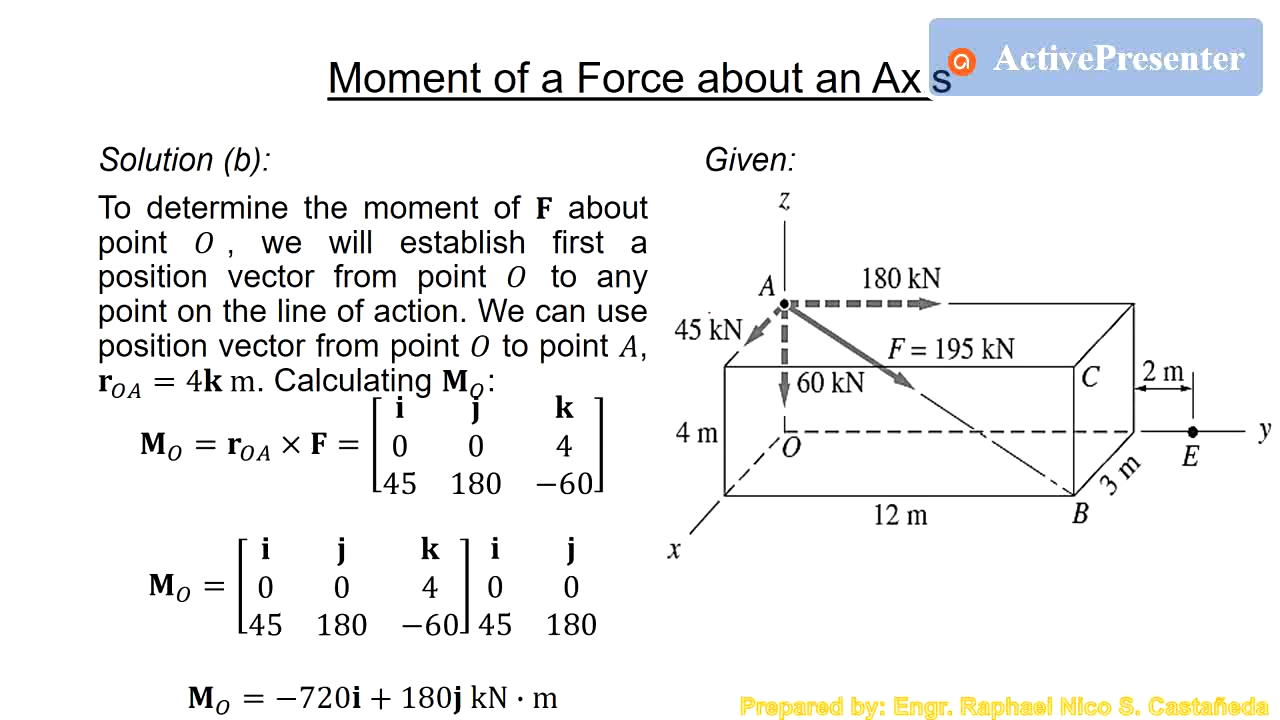 Moment of a Force about an Ax s
ActivePresenter
Solution (b):
To determine the moment of F about
point O , we will establish first a
position vector from point O to any
point on the line of action. We can use
position vector from point O to point A,
r_OA = 4k m. Calculating M_O:
M_O = r_OA × F = [i j k
0 0 4
45 180 −60]
M_O = [i j k] i j
0 0 4 0 0
45 180 −60 45 180
M_O = −720i + 180j kN · m
Given:
z
A
180 kN
45 kN
F = 195 kN
60 kN
C
2 m
4 m
O
y
E
3 m
12 m
B
x
Prepared by: Engr. Raphael Nico S. Castañeda